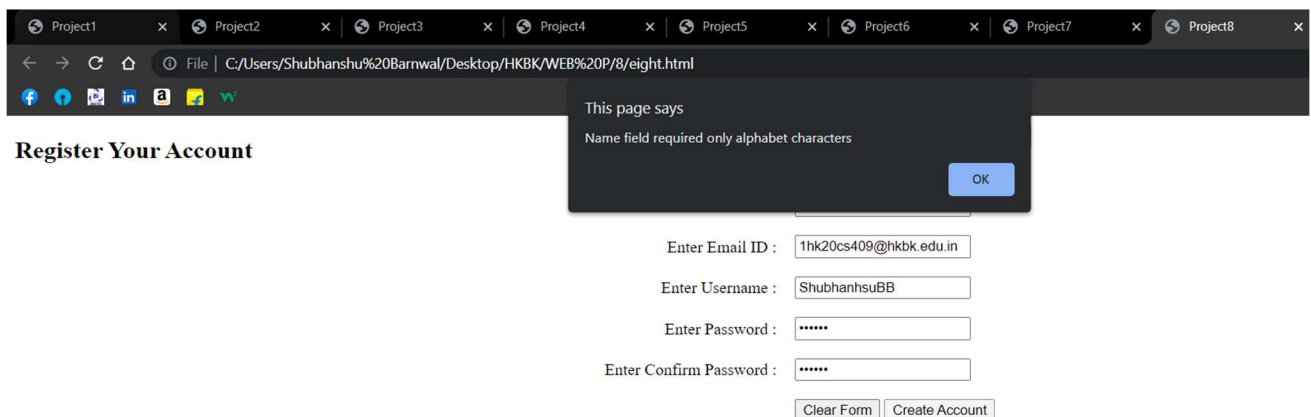 Project1 Project2 Project3 Project4 Project5 Project6 Project7 Project8
File | C:/Users/Shubhanshu%20Barnwal/Desktop/HKBK/WEB%20P/8/eight.html
in a
This page says
Name field required only alphabet characters
OK
Register Your Account
Enter Email ID : 1hk20cs409@hkbk.edu.in
Enter Username : ShubhanhsuBB
Enter Password : ••••••
Enter Confirm Password : ••••••
Clear Form Create Account